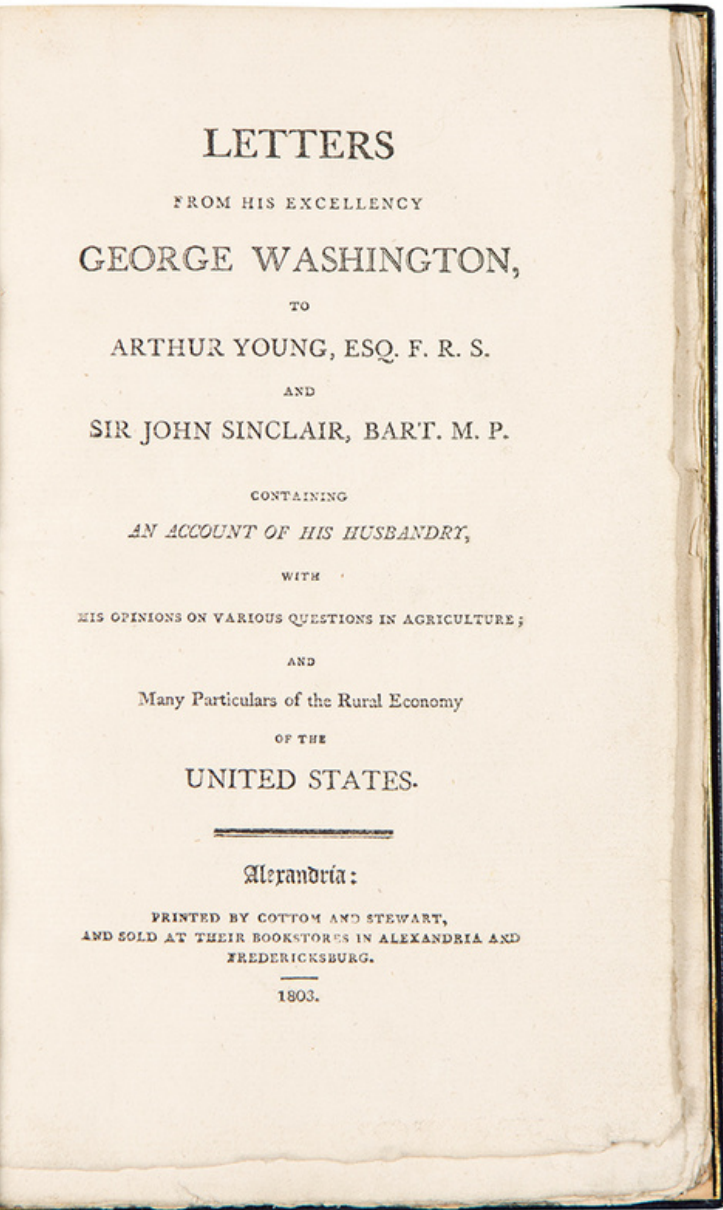 LETTERS
FROM HIS EXCELLENCY
GEORGE WASHINGTON,
TO
ARTHUR YOUNG, ESQ. F. R. S.
AND
SIR JOHN SINCLAIR, BART. M. P.
CONTAINING
AN ACCOUNT OF HIS HUSBANDRY,
WITH
HIS OPINIONS ON VARIOUS QUESTIONS IN AGRICULTURE;
AND
Many Particulars of the Rural Economy
OF THE
UNITED STATES.
Alexandria:
PRINTED BY COTTOM AND STEWART,
AND SOLD AT THEIR BOOKSTORES IN ALEXANDRIA AND
FREDERICKSBURG.
1803.